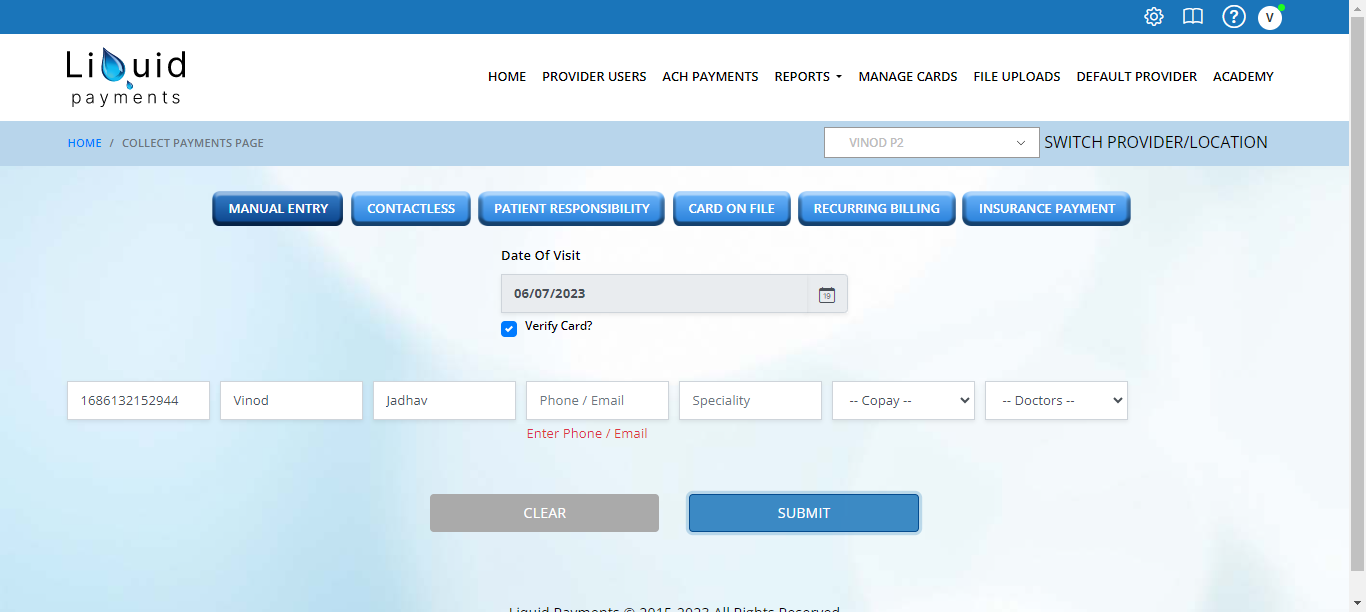 V
Liquid
payments
HOME PROVIDER USERS ACH PAYMENTS REPORTS MANAGE CARDS FILE UPLOADS DEFAULT PROVIDER ACADEMY
HOME / COLLECT PAYMENTS PAGE
VINOD P2
SWITCH PROVIDER/LOCATION
MANUAL ENTRY CONTACTLESS PATIENT RESPONSIBILITY CARD ON FILE RECURRING BILLING INSURANCE PAYMENT
Date Of Visit
06/07/2023
19
Verify Card?
1686132152944 Vinod Jadhav Phone / Email Speciality -- Copay -- -- Doctors --
Enter Phone / Email
CLEAR SUBMIT
Liquid Payments © 2015-2023 All Rights Reserved